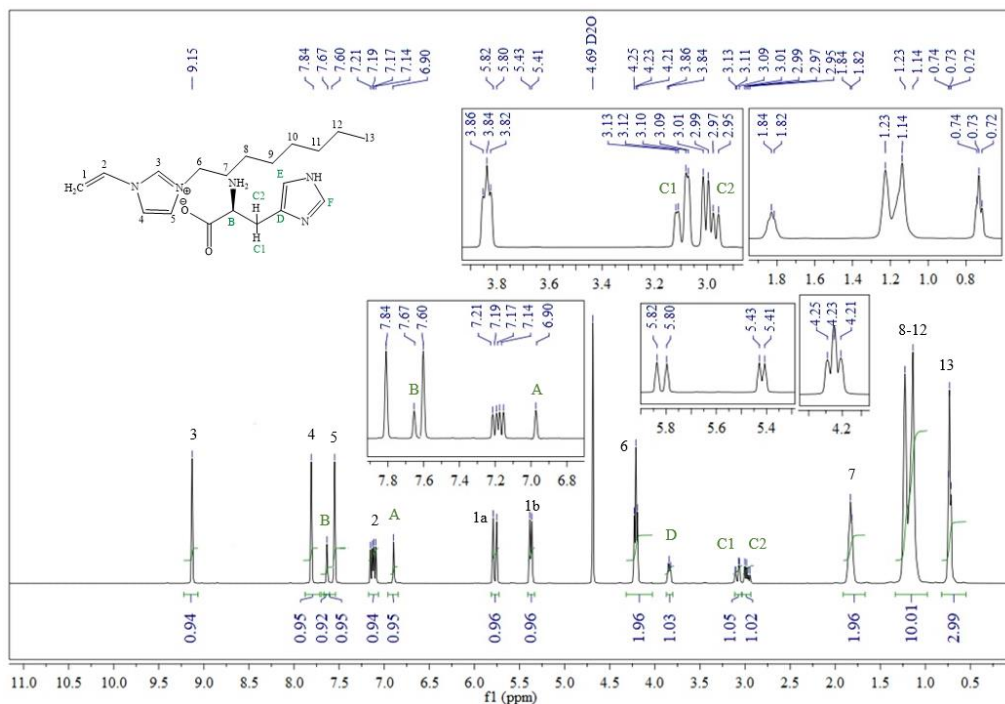 9.15 7.84 7.67 7.60 7.21 7.19 7.17 7.14 6.90 5.82 5.80 5.43 5.41 4.69 D2O 4.25 4.23 4.21 3.86 3.84 3.13 3.11 3.09 3.01 2.99 2.97 2.95 1.84 1.82 1.23 1.14 0.74 0.73 0.72
3.86 3.84 3.82 3.13 3.12 3.10 3.09 3.01 2.99 2.97 2.95
C1 C2
3.8 3.6 3.4 3.2 3.0
1.84 1.82 1.23 1.14 0.74 0.73 0.72
1.8 1.6 1.4 1.2 1.0 0.8
12
11 13
10
9
8
7
6
3
2
1
N N⊕
4 5
NH2
⊖O
O
B
H C2
H
C1
D
E
NH
N
F
7.84 7.67 7.60 7.21 7.19 7.17 7.14 6.90
B A
7.8 7.6 7.4 7.2 7.0 6.8
5.82 5.80 5.43 5.41
5.8 5.6 5.4
4.25 4.23 4.21
4.2
3 4 B 5 2 A 1a 1b 6 D C1 C2 7 8-12 13
0.94 0.95 0.92 0.95 0.94 0.95 0.96 0.96 1.96 1.03 1.05 1.02 1.96 10.01 2.99
11.0 10.5 10.0 9.5 9.0 8.5 8.0 7.5 7.0 6.5 6.0 5.5 5.0 4.5 4.0 3.5 3.0 2.5 2.0 1.5 1.0 0.5
f1 (ppm)